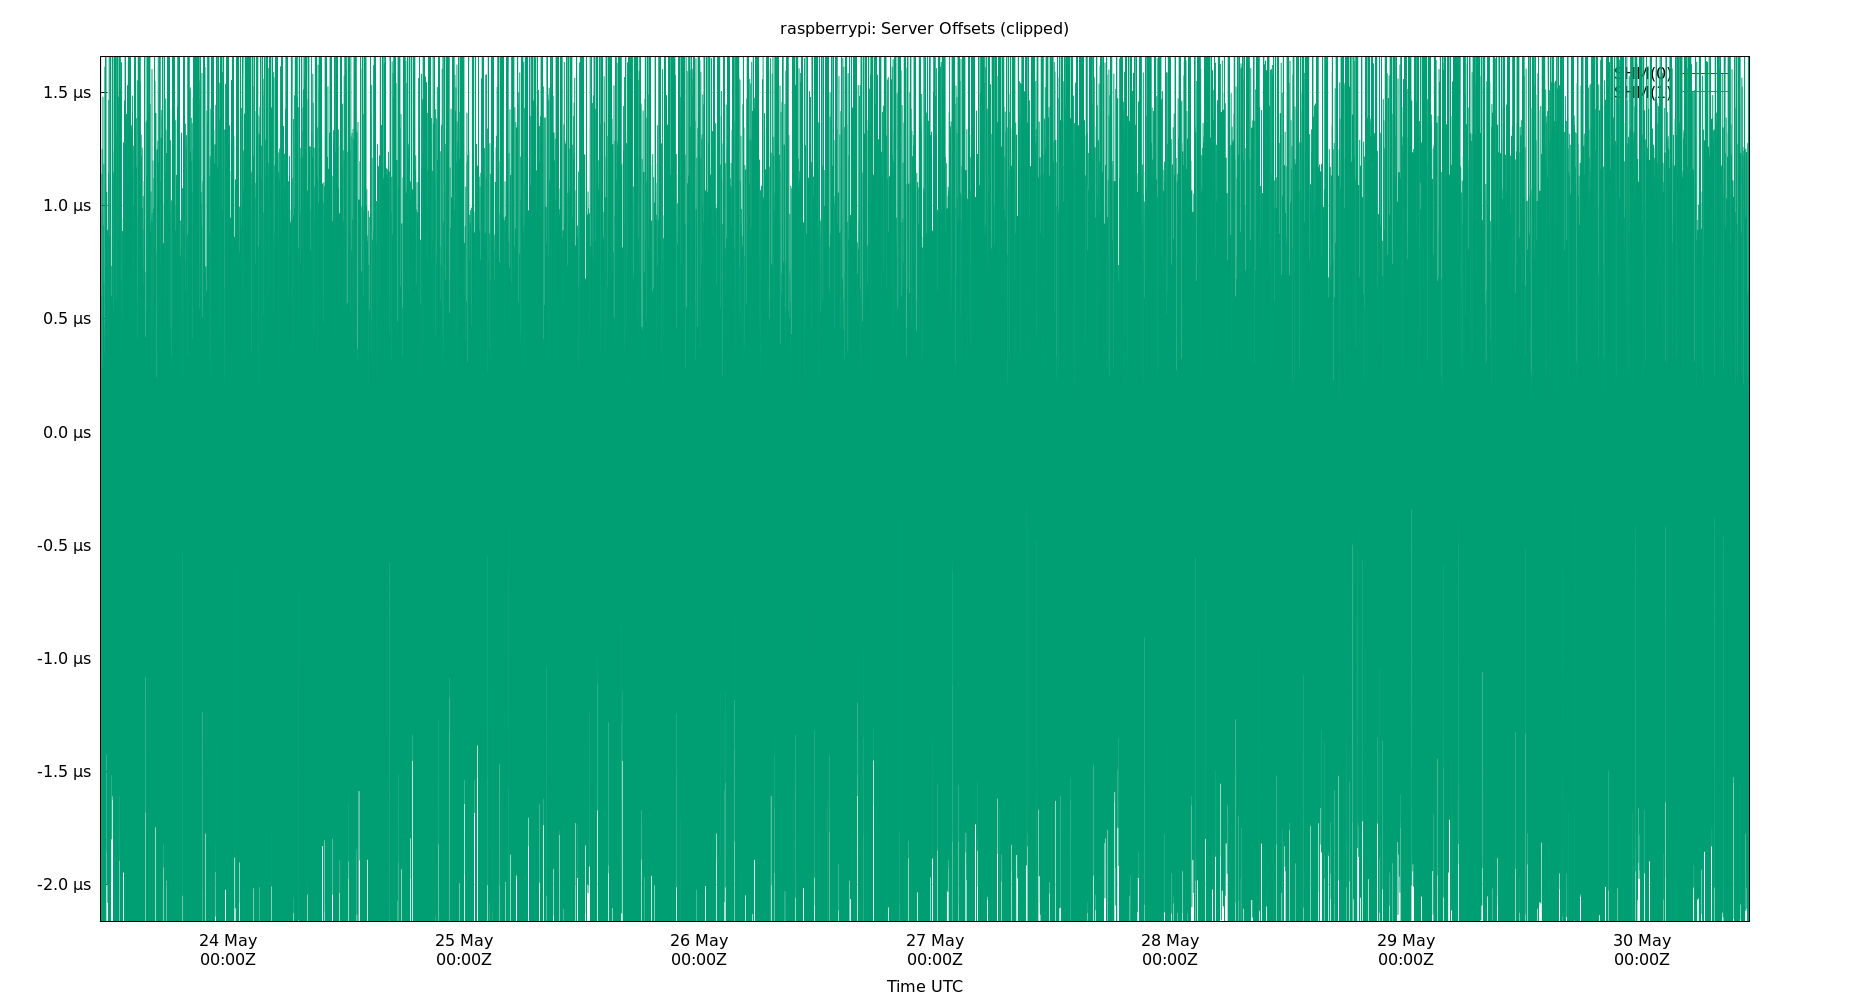 raspberrypi: Server Offsets (clipped)
SHM(0)
SHM(1)
1.5 µs
1.0 µs
0.5 µs
0.0 µs
-0.5 µs
-1.0 µs
-1.5 µs
-2.0 µs
24 May 25 May 26 May 27 May 28 May 29 May 30 May
00:00Z 00:00Z 00:00Z 00:00Z 00:00Z 00:00Z 00:00Z
Time UTC